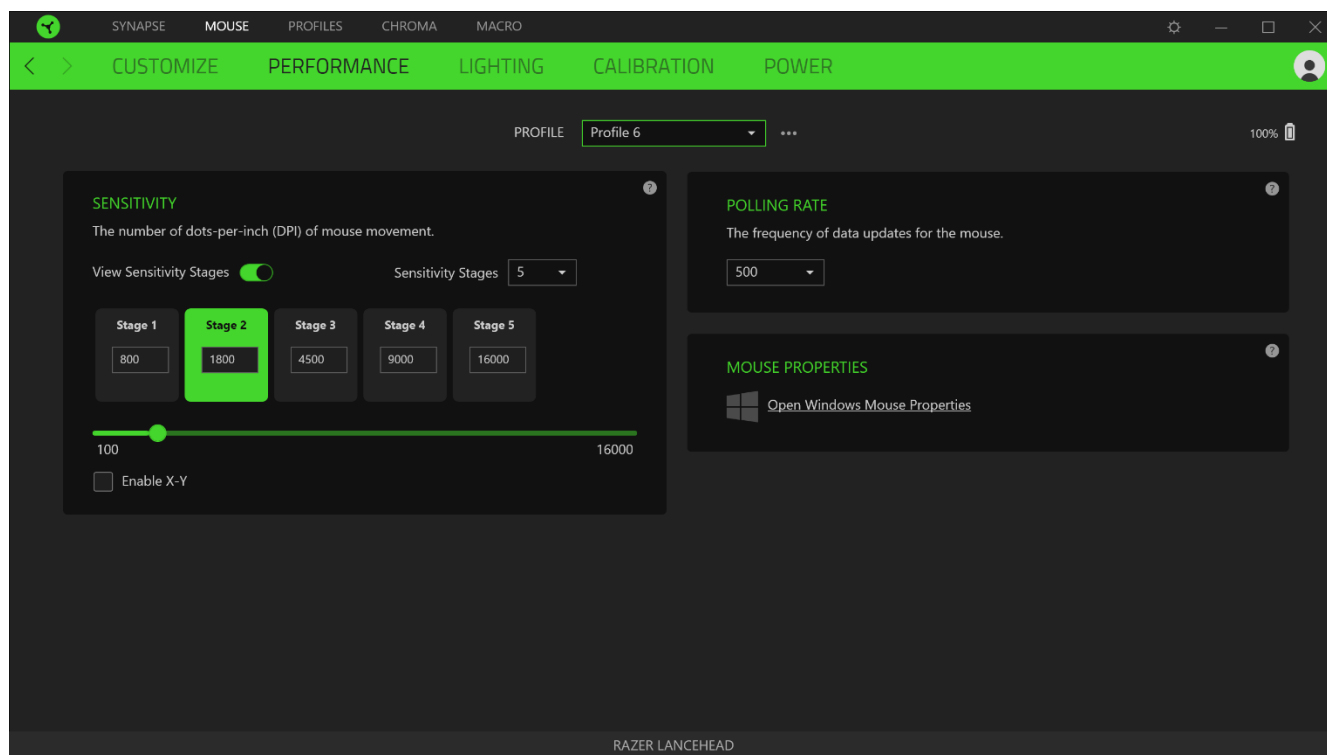 SYNAPSE MOUSE PROFILES CHROMA MACRO
CUSTOMIZE PERFORMANCE LIGHTING CALIBRATION POWER
PROFILE Profile 6 100%
SENSITIVITY
The number of dots-per-inch (DPI) of mouse movement.
View Sensitivity Stages Sensitivity Stages 5
Stage 1 Stage 2 Stage 3 Stage 4 Stage 5
800 1800 4500 9000 16000
100 16000
Enable X-Y
POLLING RATE
The frequency of data updates for the mouse.
500
MOUSE PROPERTIES
Open Windows Mouse Properties
RAZER LANCEHEAD